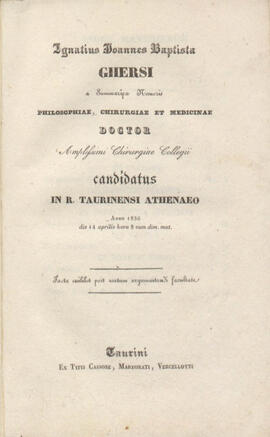 Ignatius Joannes Baptista
GHERSI
a Summaripa
PHILOSOPHIAE, CHIRURGIAE ET MEDICINAE
DOCTOR
Amplissimi Chirurgiae Collegii
candidatus
IN R. TAURINENSI ATHENAEO
Anno 1836
die 14 aprilis hora 8 cum dim. mat.
Facta cuilibet post sextum argumentandi facultate.
Taurini
EX TYPIS CASSONE, MARZORATI, VERCELLOTTI